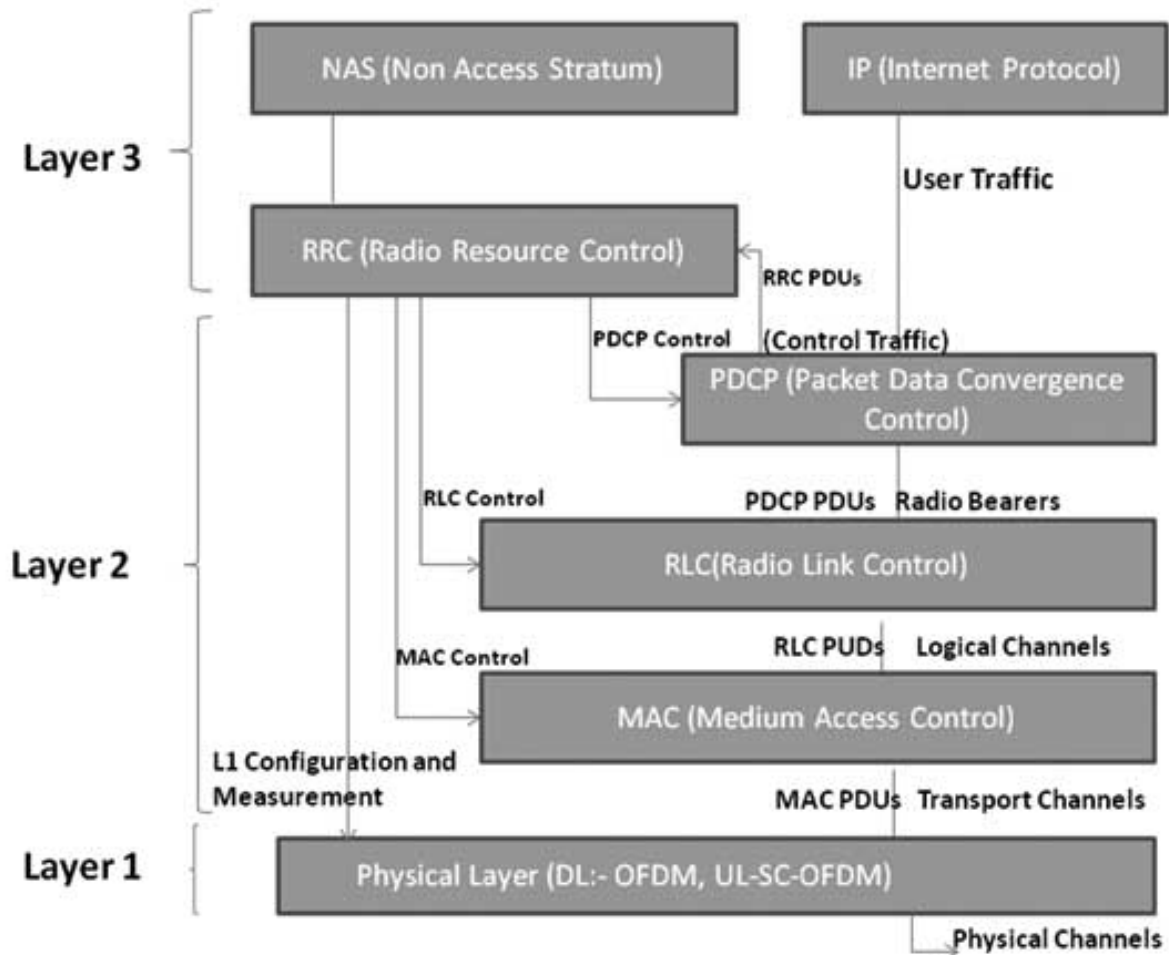 NAS (Non Access Stratum)
IP (Internet Protocol)
Layer 3
User Traffic
RRC (Radio Resource Control)
RRC PDUs
PDCP Control
(Control Traffic)
PDCP (Packet Data Convergence
Control)
RLC Control
PDCP PDUs Radio Bearers
Layer 2
RLC(Radio Link Control)
RLC PUDs Logical Channels
MAC Control
MAC (Medium Access Control)
L1 Configuration and
Measurement
MAC PDUs Transport Channels
Layer 1
Physical Layer (DL:- OFDM, UL-SC-OFDM)
Physical Channels